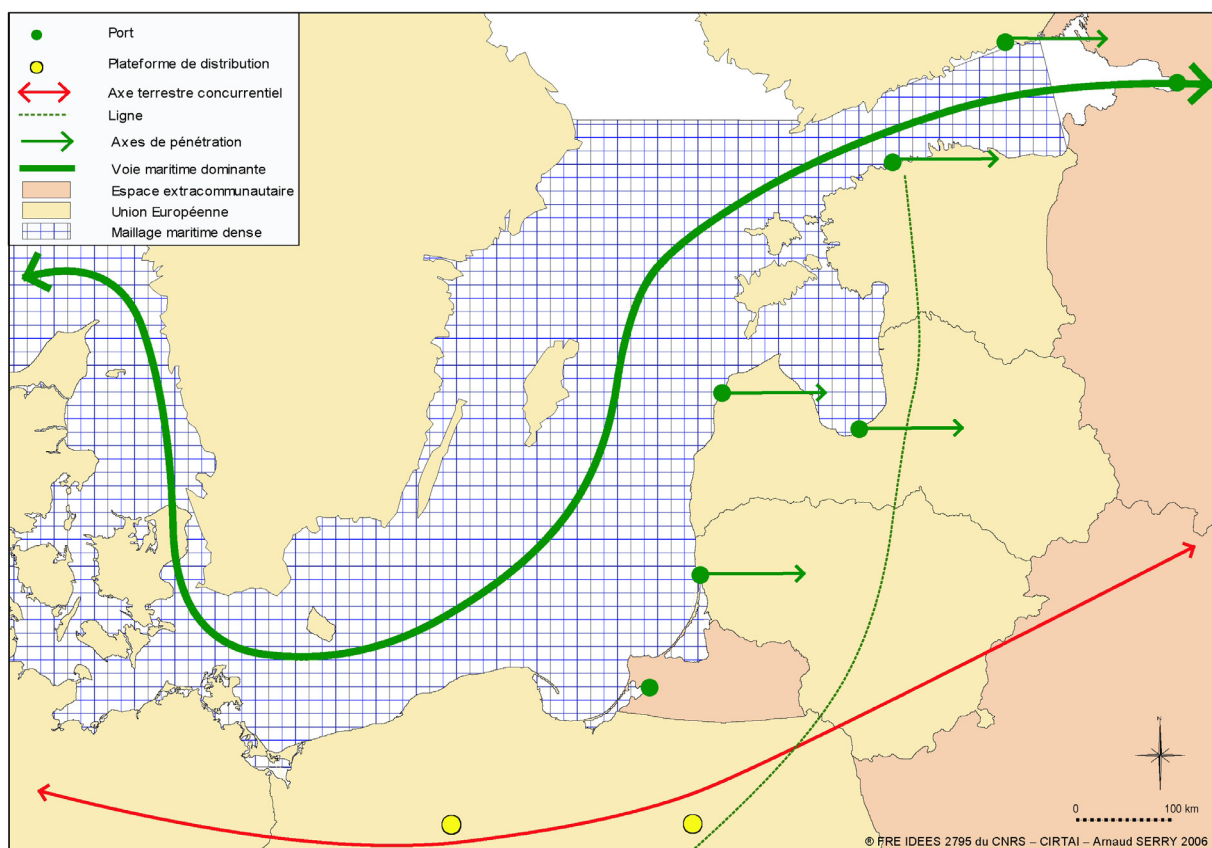 Port
Plateforme de distribution
Axe terrestre concurrentiel
Ligne
Axes de pénétration
Voie maritime dominante
Espace extracommunautaire
Union Européenne
Maillage maritime dense
N
0 100 km
® FRE IDEES 2795 du CNRS – CIRTAI – Arnaud SERRY 2006